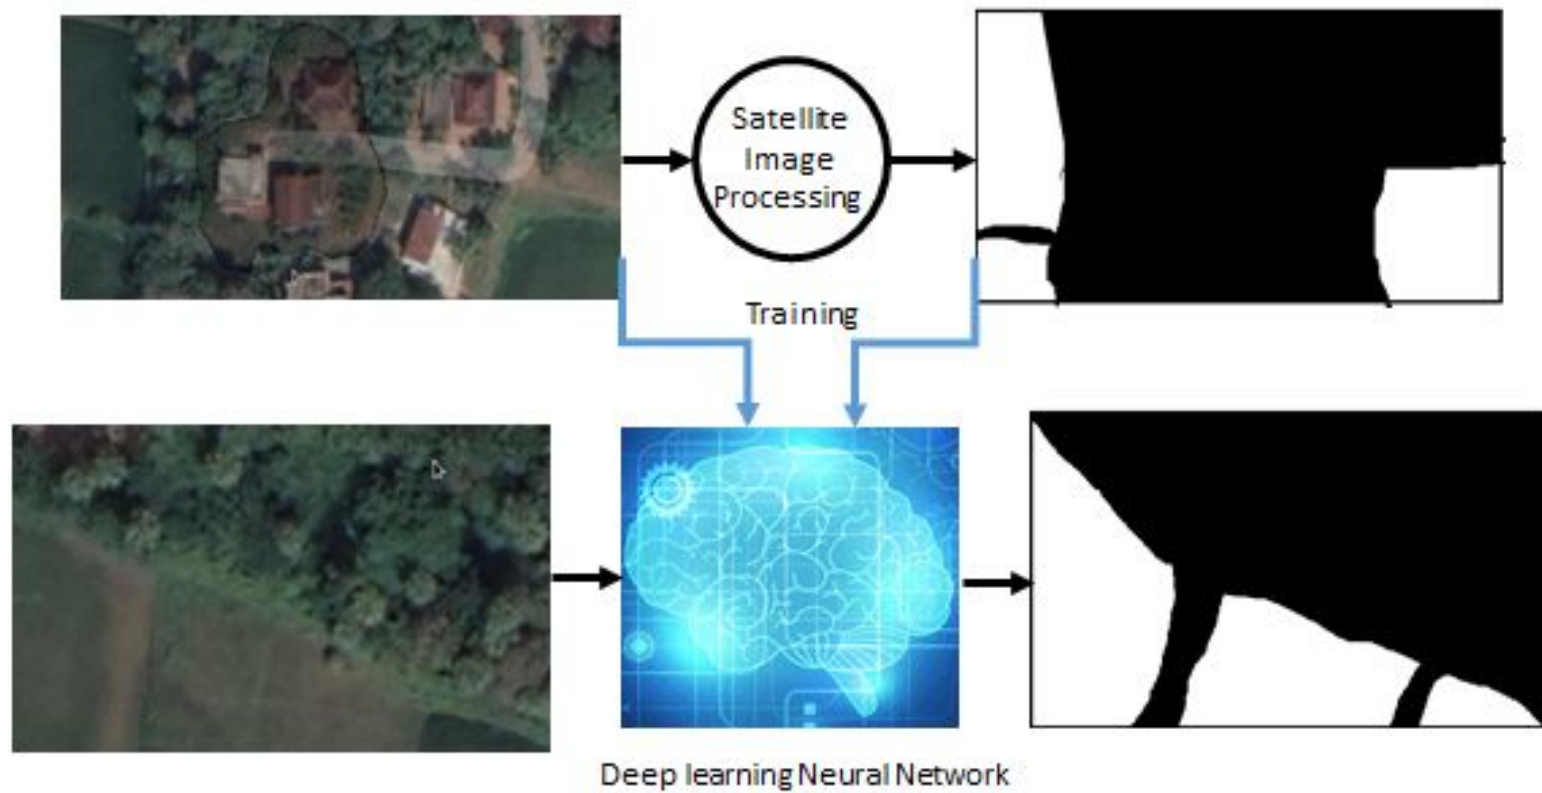 Satellite
Image
Processing
Training
Deep learning Neural Network